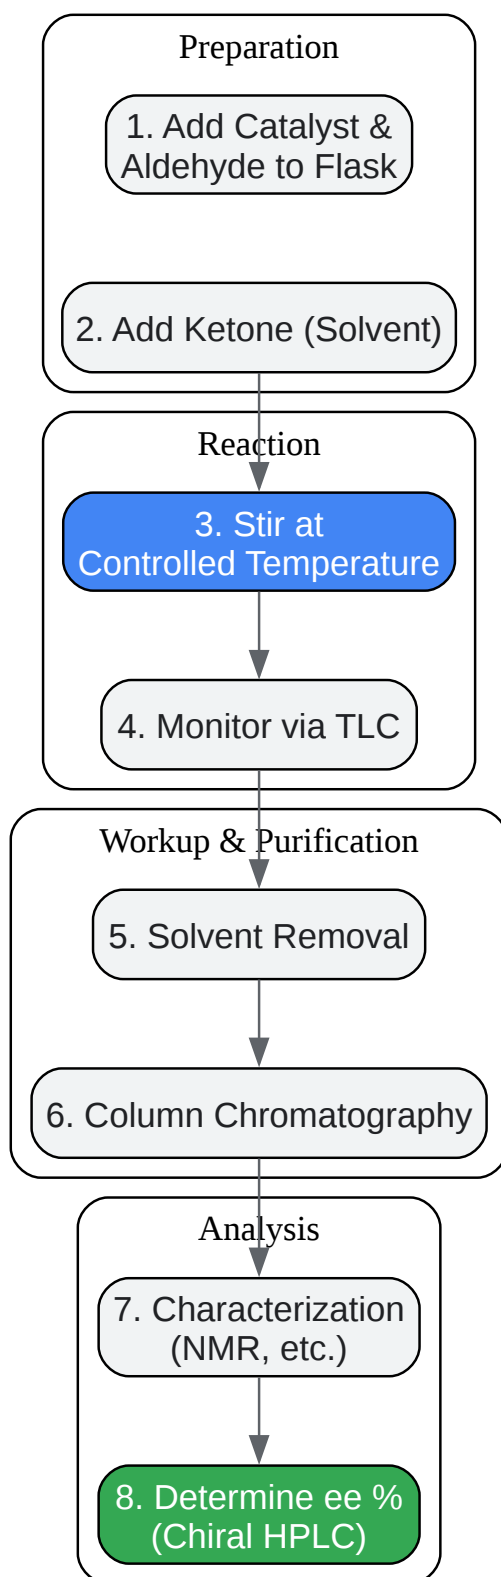 Preparation
1. Add Catalyst &
Aldehyde to Flask
2. Add Ketone (Solvent)
Reaction
3. Stir at
Controlled Temperature
4. Monitor via TLC
Workup & Purification
5. Solvent Removal
6. Column Chromatography
Analysis
7. Characterization
(NMR, etc.)
8. Determine ee %
(Chiral HPLC)